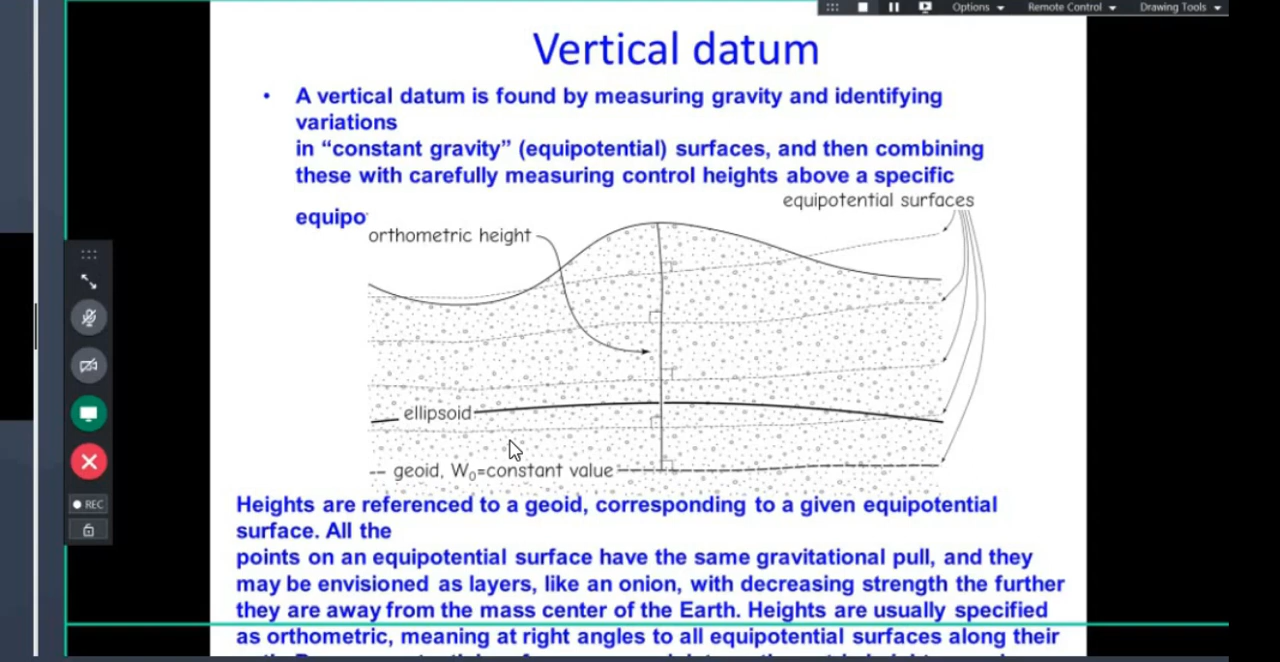 Options
Remote Control
Drawing Tools
Vertical datum
• A vertical datum is found by measuring gravity and identifying
variations
in “constant gravity” (equipotential) surfaces, and then combining
these with carefully measuring control heights above a specific
equipo
equipotential surfaces
orthometric height
ellipsoid
geoid, W0=constant value
REC
Heights are referenced to a geoid, corresponding to a given equipotential
surface. All the
points on an equipotential surface have the same gravitational pull, and they
may be envisioned as layers, like an onion, with decreasing strength the further
they are away from the mass center of the Earth. Heights are usually specified
as orthometric, meaning at right angles to all equipotential surfaces along their